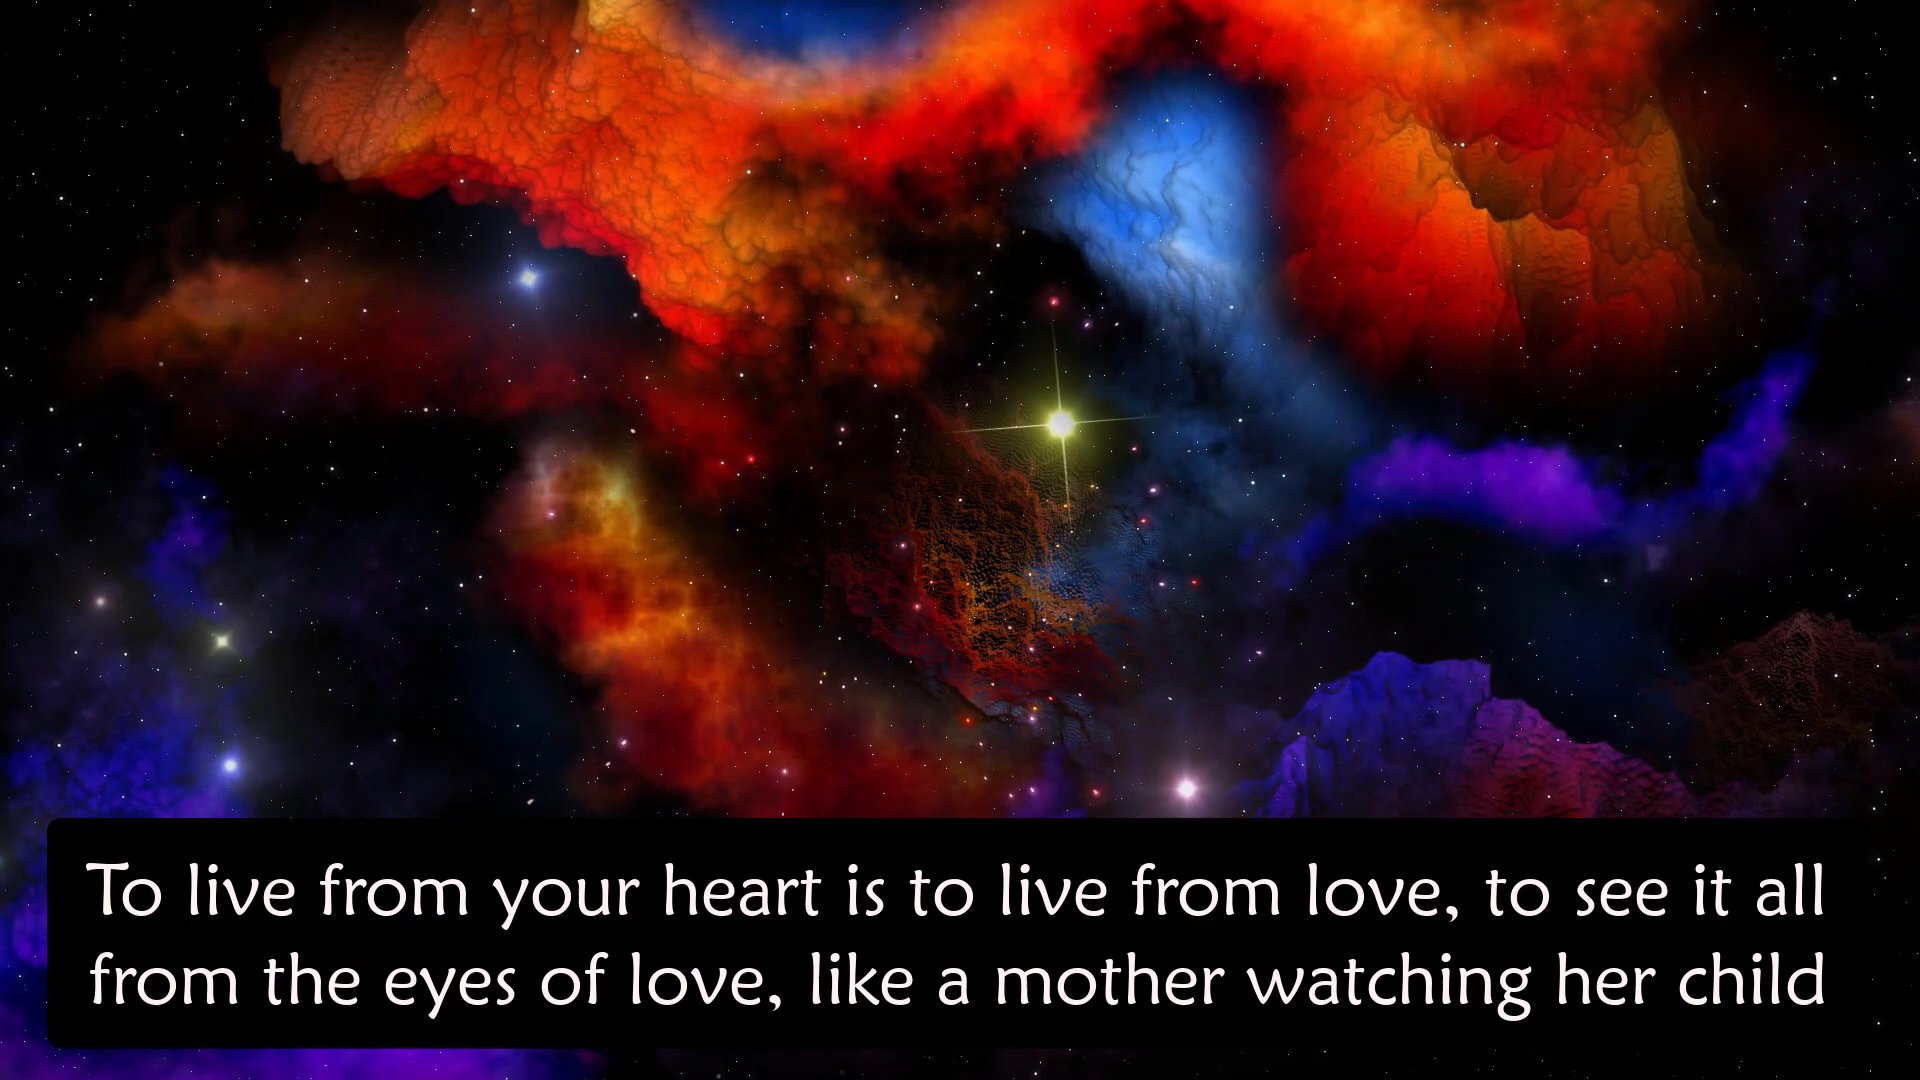 To live from your heart is to live from love, to see it all
from the eyes of love, like a mother watching her child